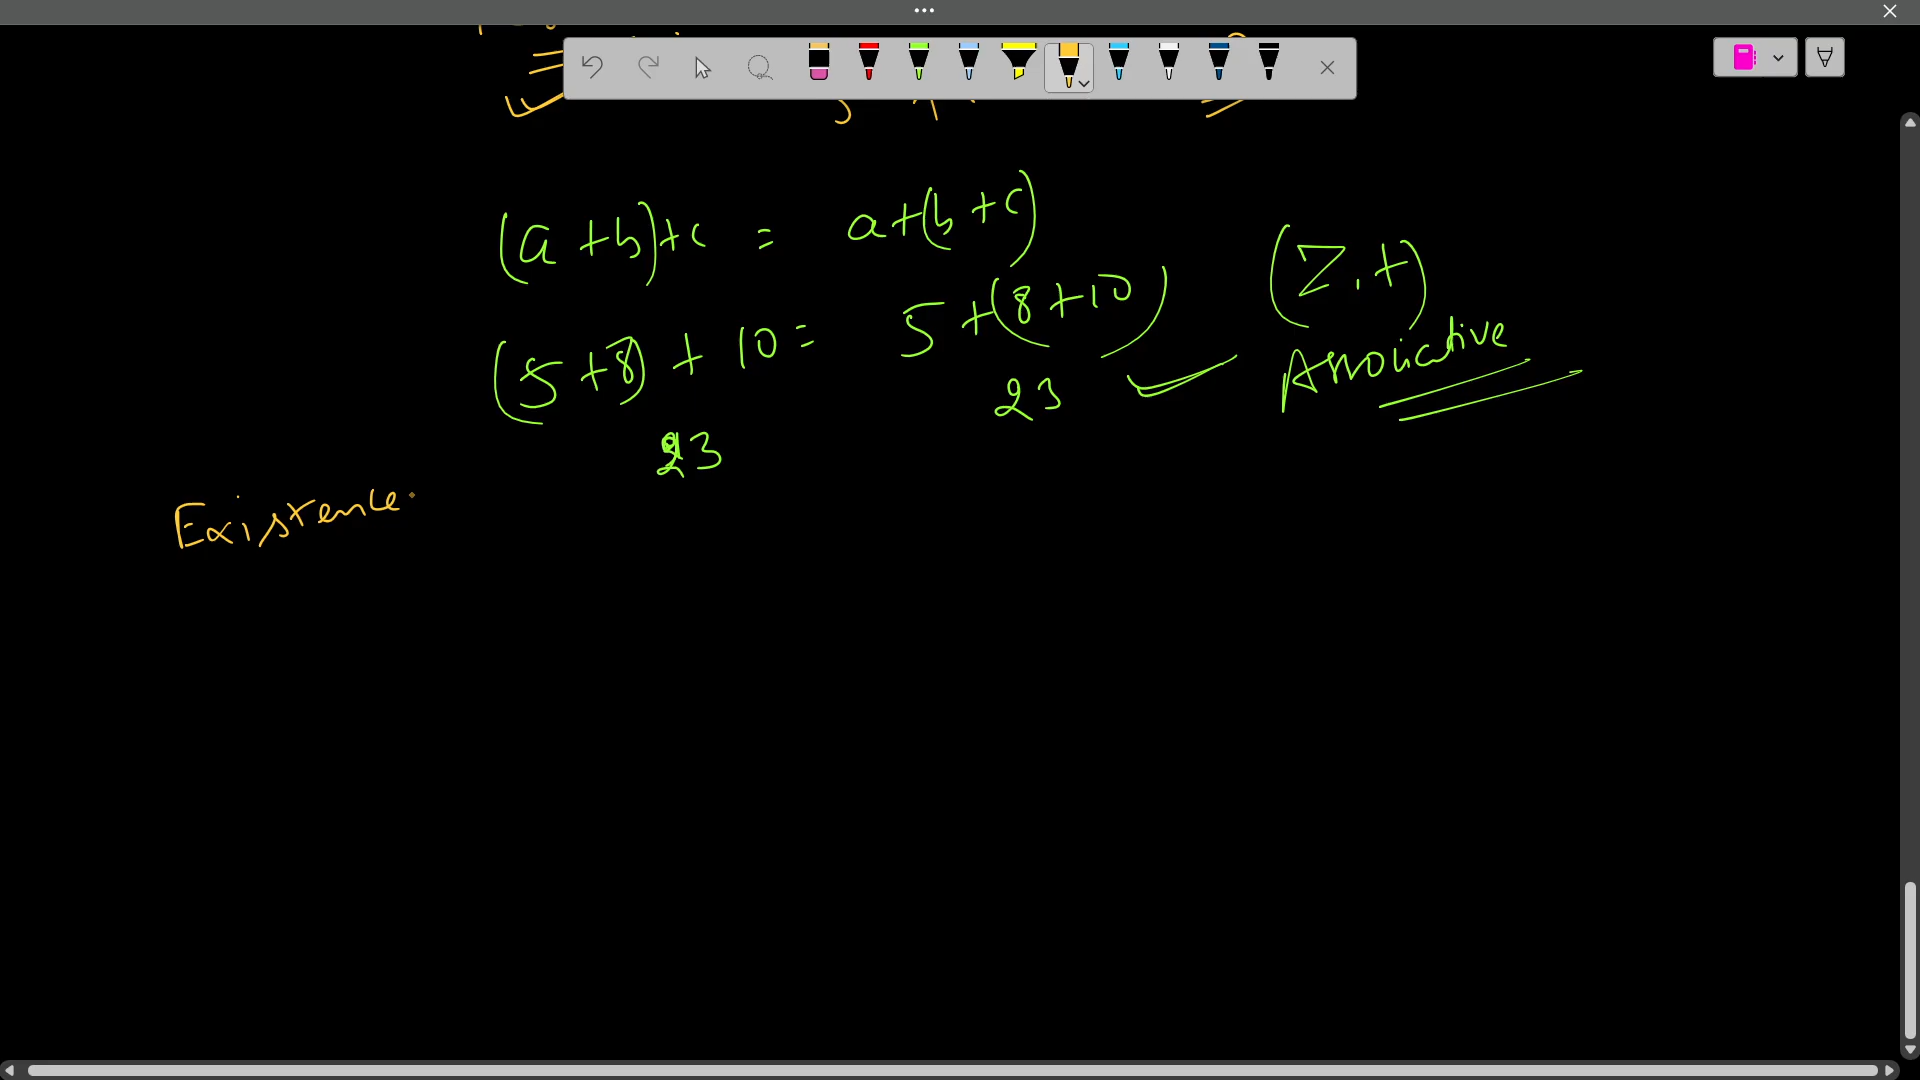 (a + b) + c = a + (b + c)
(Z, +)
(5 + 8) + 10 = 5 + (8 + 10)
Associative
23
23
Existence